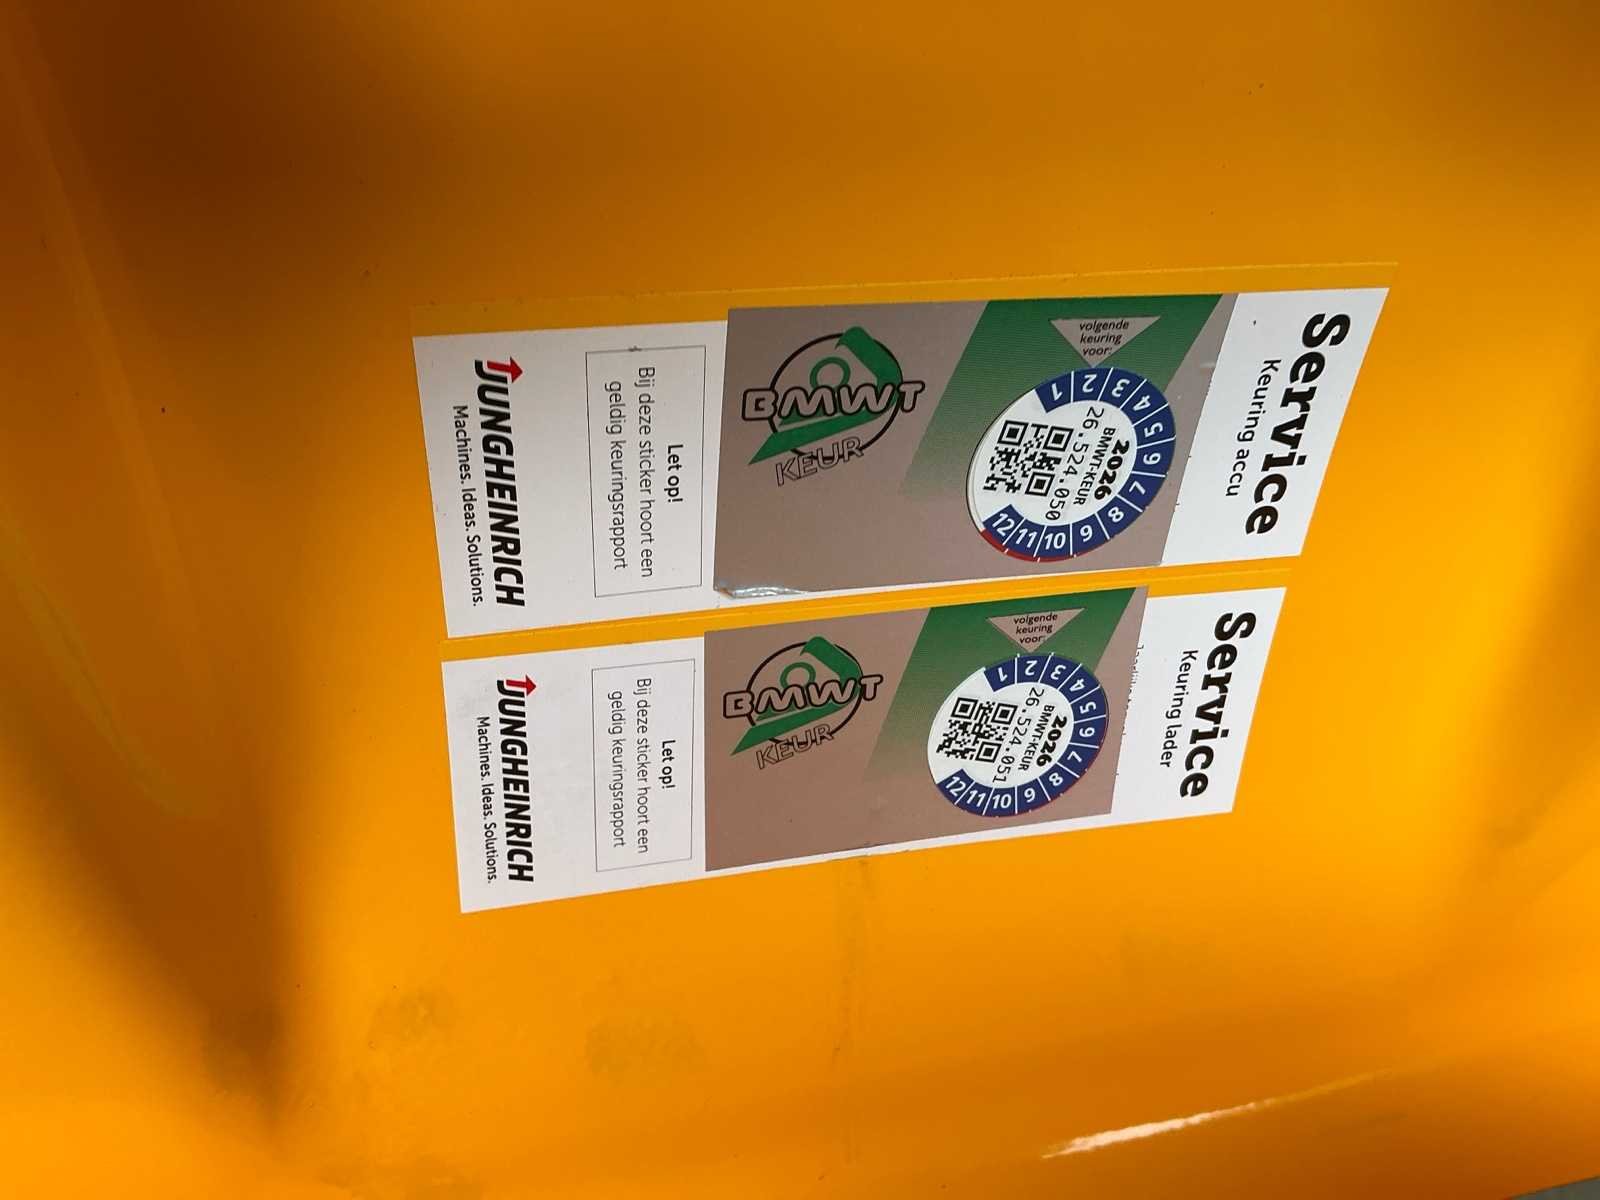 Service
Keuring accu
volgende
keuring
voor:
1 2 3 4 5 6 7 8 9 10 11 12
2026
BMWT-KEUR
26.524.050
BMWT
KEUR
Let op!
Bij deze sticker hoort een
geldig keuringsrapport
JUNGHEINRICH
Machines. Ideas. Solutions.
Service
Keuring lader
volgende
keuring
voor:
1 2 3 4 5 6 7 8 9 10 11 12
2026
BMWT-KEUR
26.524.051
BMWT
KEUR
Let op!
Bij deze sticker hoort een
geldig keuringsrapport
JUNGHEINRICH
Machines. Ideas. Solutions.